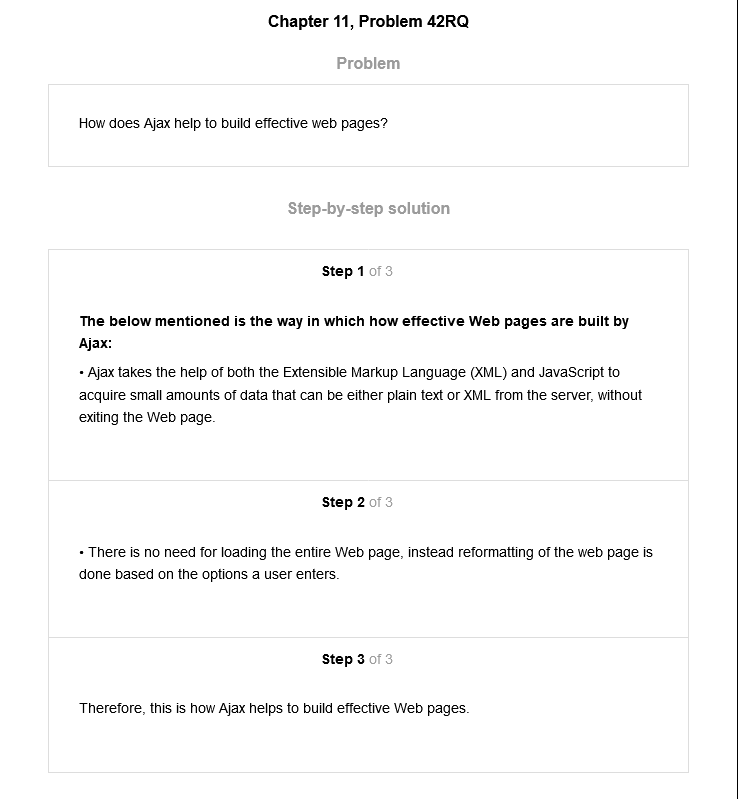 Chapter 11, Problem 42RQ
Problem
How does Ajax help to build effective web pages?
Step-by-step solution
Step 1 of 3
The below mentioned is the way in which how effective Web pages are built by
Ajax:
• Ajax takes the help of both the Extensible Markup Language (XML) and JavaScript to
acquire small amounts of data that can be either plain text or XML from the server, without
exiting the Web page.
Step 2 of 3
• There is no need for loading the entire Web page, instead reformatting of the web page is
done based on the options a user enters.
Step 3 of 3
Therefore, this is how Ajax helps to build effective Web pages.